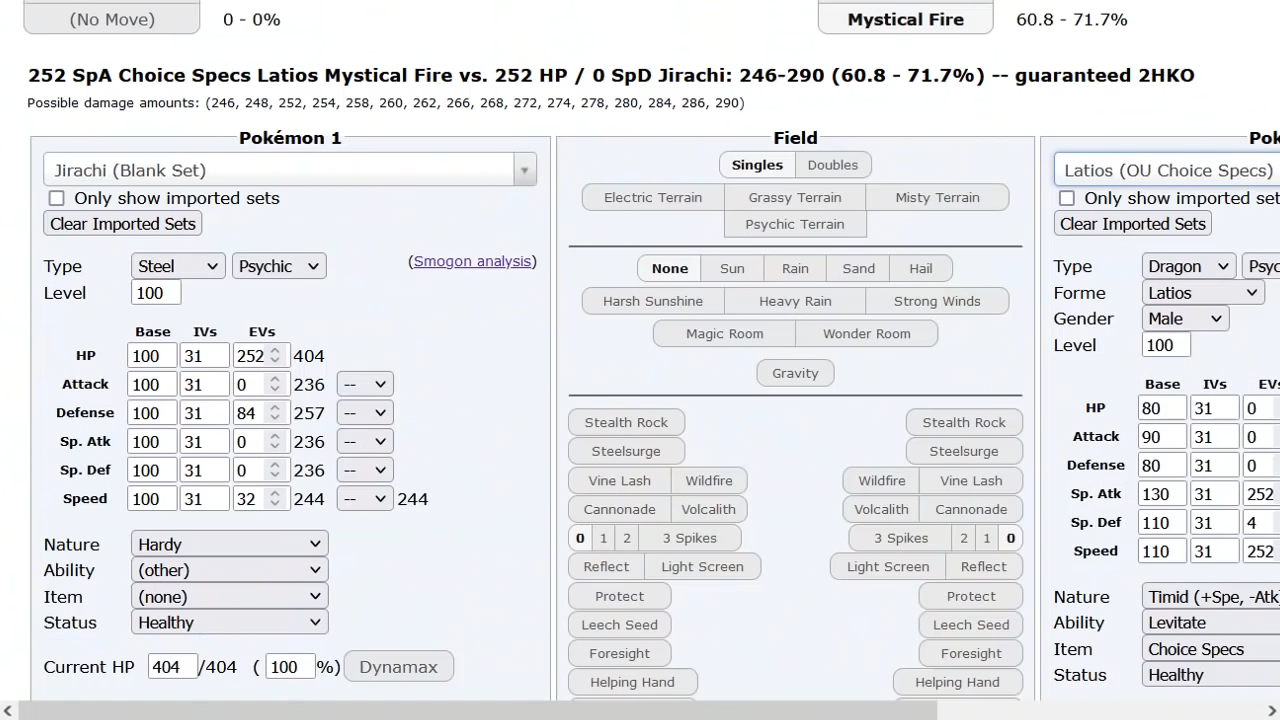 (No Move) 0 - 0% Mystical Fire 60.8 - 71.7%
252 SpA Choice Specs Latios Mystical Fire vs. 252 HP / 0 SpD Jirachi: 246-290 (60.8 - 71.7%) -- guaranteed 2HKO
Possible damage amounts: (246, 248, 252, 254, 258, 260, 262, 266, 268, 272, 274, 278, 280, 284, 286, 290)
Pokémon 1
Jirachi (Blank Set)
Only show imported sets
Clear Imported Sets
Type Steel Psychic (Smogon analysis)
Level 100
Base IVs EVs
HP 100 31 252 404
Attack 100 31 0 236 --
Defense 100 31 84 257 --
Sp. Atk 100 31 0 236 --
Sp. Def 100 31 0 236 --
Speed 100 31 32 244 -- 244
Nature Hardy
Ability (other)
Item (none)
Status Healthy
Current HP 404 /404 ( 100 %) Dynamax
Field
Singles Doubles
Electric Terrain Grassy Terrain Misty Terrain
Psychic Terrain
None Sun Rain Sand Hail
Harsh Sunshine Heavy Rain Strong Winds
Magic Room Wonder Room
Gravity
Stealth Rock Stealth Rock
Steelsurge Steelsurge
Vine Lash Wildfire Wildfire Vine Lash
Cannonade Volcalith Volcalith Cannonade
0 1 2 3 Spikes 3 Spikes 2 1 0
Reflect Light Screen Light Screen Reflect
Protect Protect
Leech Seed Leech Seed
Foresight Foresight
Helping Hand Helping Hand
Pok
Latios (OU Choice Specs)
Only show imported set
Clear Imported Sets
Type Dragon Psyc
Forme Latios
Gender Male
Level 100
Base IVs EVs
HP 80 31 0
Attack 90 31 0
Defense 80 31 0
Sp. Atk 130 31 252
Sp. Def 110 31 4
Speed 110 31 252
Nature Timid (+Spe, -Atk
Ability Levitate
Item Choice Specs
Status Healthy